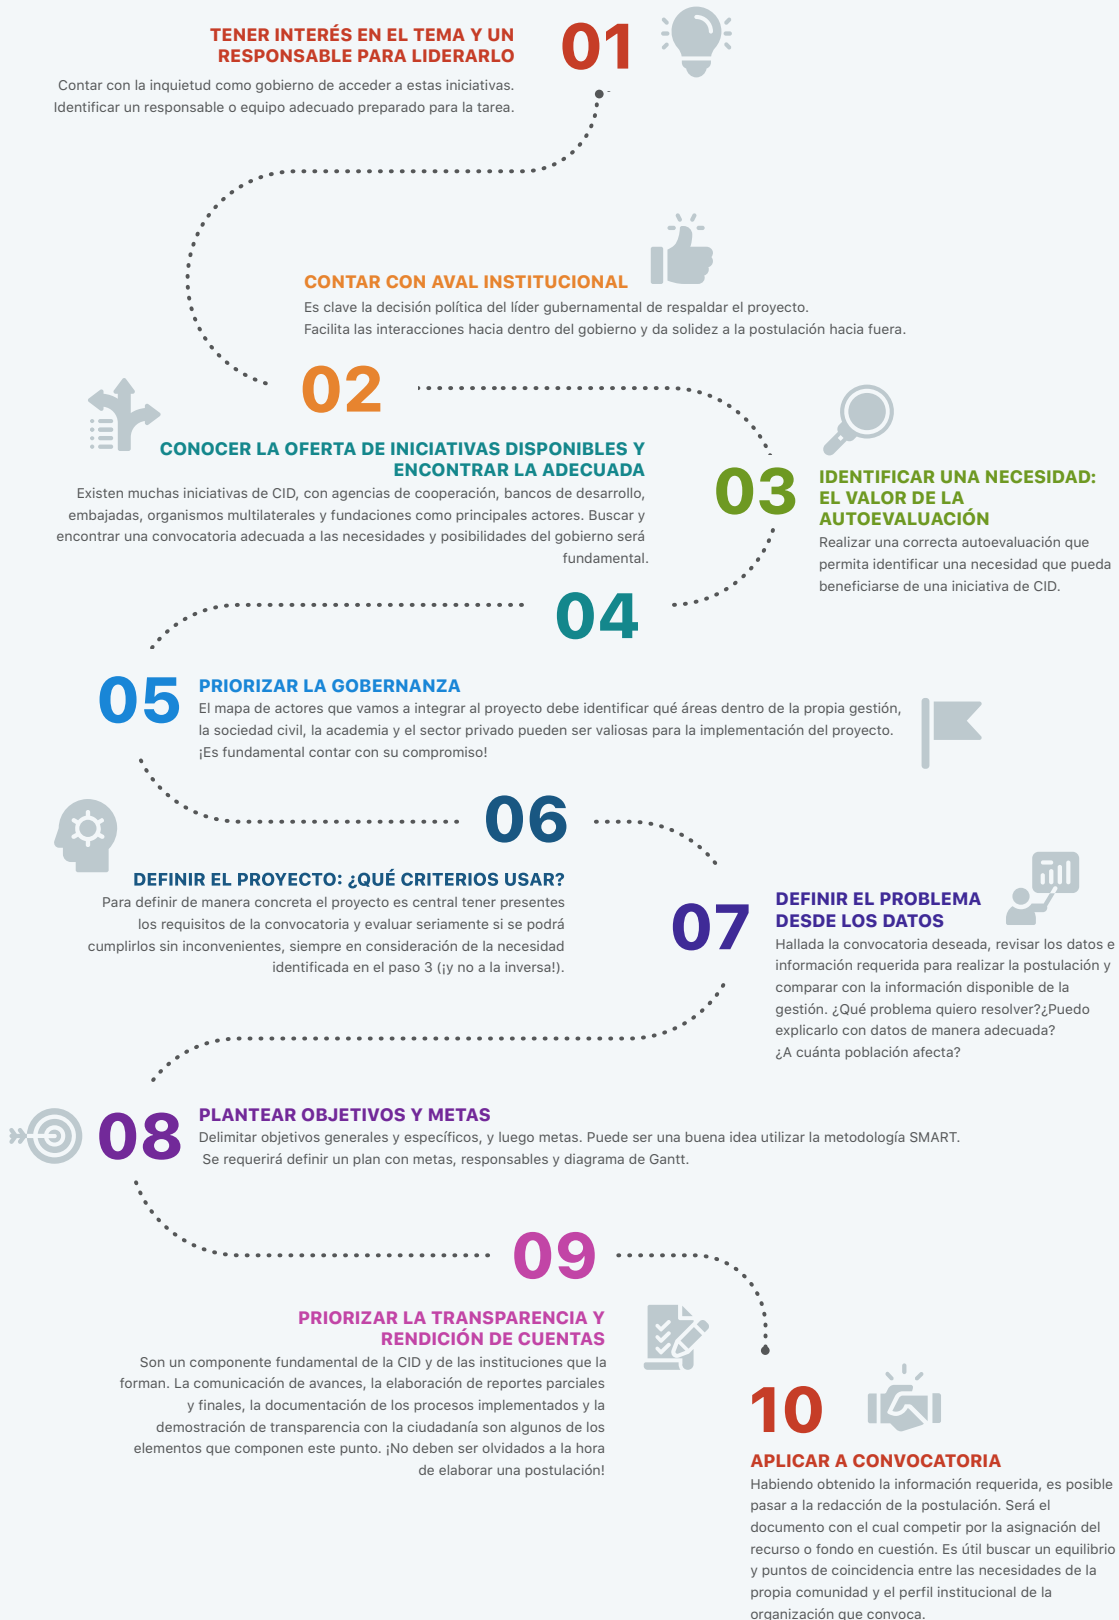 01
TENER INTERÉS EN EL TEMA Y UN
RESPONSABLE PARA LIDERARLO
Contar con la inquietud como gobierno de acceder a estas iniciativas.
Identificar un responsable o equipo adecuado preparado para la tarea.
CONTAR CON AVAL INSTITUCIONAL
Es clave la decisión política del líder gubernamental de respaldar el proyecto.
Facilita las interacciones hacia dentro del gobierno y da solidez a la postulación hacia fuera.
02
03
IDENTIFICAR UNA NECESIDAD:
EL VALOR DE LA
AUTOEVALUACIÓN
Realizar una correcta autoevaluación que
permita identificar una necesidad que pueda
beneficiarse de una iniciativa de CID.
CONOCER LA OFERTA DE INICIATIVAS DISPONIBLES Y
ENCONTRAR LA ADECUADA
Existen muchas iniciativas de CID, con agencias de cooperación, bancos de desarrollo,
embajadas, organismos multilaterales y fundaciones como principales actores. Buscar y
encontrar una convocatoria adecuada a las necesidades y posibilidades del gobierno será
fundamental.
04
05
PRIORIZAR LA GOBERNANZA
El mapa de actores que vamos a integrar al proyecto debe identificar qué áreas dentro de la propia gestión,
la sociedad civil, la academia y el sector privado pueden ser valiosas para la implementación del proyecto.
¡Es fundamental contar con su compromiso!
06
DEFINIR EL PROYECTO: ¿QUÉ CRITERIOS USAR?
Para definir de manera concreta el proyecto es central tener presentes
los requisitos de la convocatoria y evaluar seriamente si se podrá
cumplirlos sin inconvenientes, siempre en consideración de la necesidad
identificada en el paso 3 (¡y no a la inversa!).
07
DEFINIR EL PROBLEMA
DESDE LOS DATOS
Hallada la convocatoria deseada, revisar los datos e
información requerida para realizar la postulación y
comparar con la información disponible de la
gestión. ¿Qué problema quiero resolver?¿Puedo
explicarlo con datos de manera adecuada?
¿A cuánta población afecta?
08
PLANTEAR OBJETIVOS Y METAS
Delimitar objetivos generales y específicos, y luego metas. Puede ser una buena idea utilizar la metodología SMART.
Se requerirá definir un plan con metas, responsables y diagrama de Gantt.
09
PRIORIZAR LA TRANSPARENCIA Y
RENDICIÓN DE CUENTAS
Son un componente fundamental de la CID y de las instituciones que la
forman. La comunicación de avances, la elaboración de reportes parciales
y finales, la documentación de los procesos implementados y la
demostración de transparencia con la ciudadanía son algunos de los
elementos que componen este punto. ¡No deben ser olvidados a la hora
de elaborar una postulación!
10
APLICAR A CONVOCATORIA
Habiendo obtenido la información requerida, es posible
pasar a la redacción de la postulación. Será el
documento con el cual competir por la asignación del
recurso o fondo en cuestión. Es útil buscar un equilibrio
y puntos de coincidencia entre las necesidades de la
propia comunidad y el perfil institucional de la
organización que convoca.